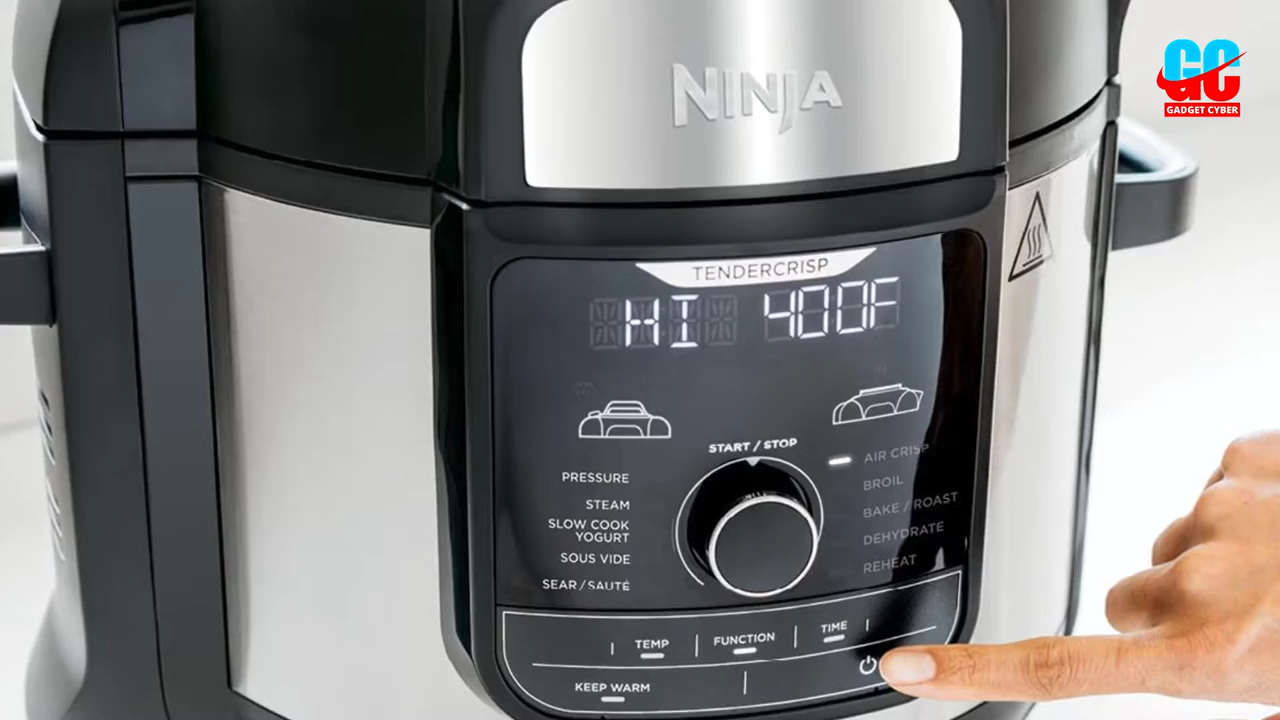 NINJA
GC
GADGET CYBER
TENDERCRISP
HI 400F
START / STOP
PRESSURE
STEAM
SLOW COOK
YOGURT
SOUS VIDE
SEAR / SAUTÉ
AIR CRISP
BROIL
BAKE / ROAST
DEHYDRATE
REHEAT
TEMP
FUNCTION
TIME
KEEP WARM